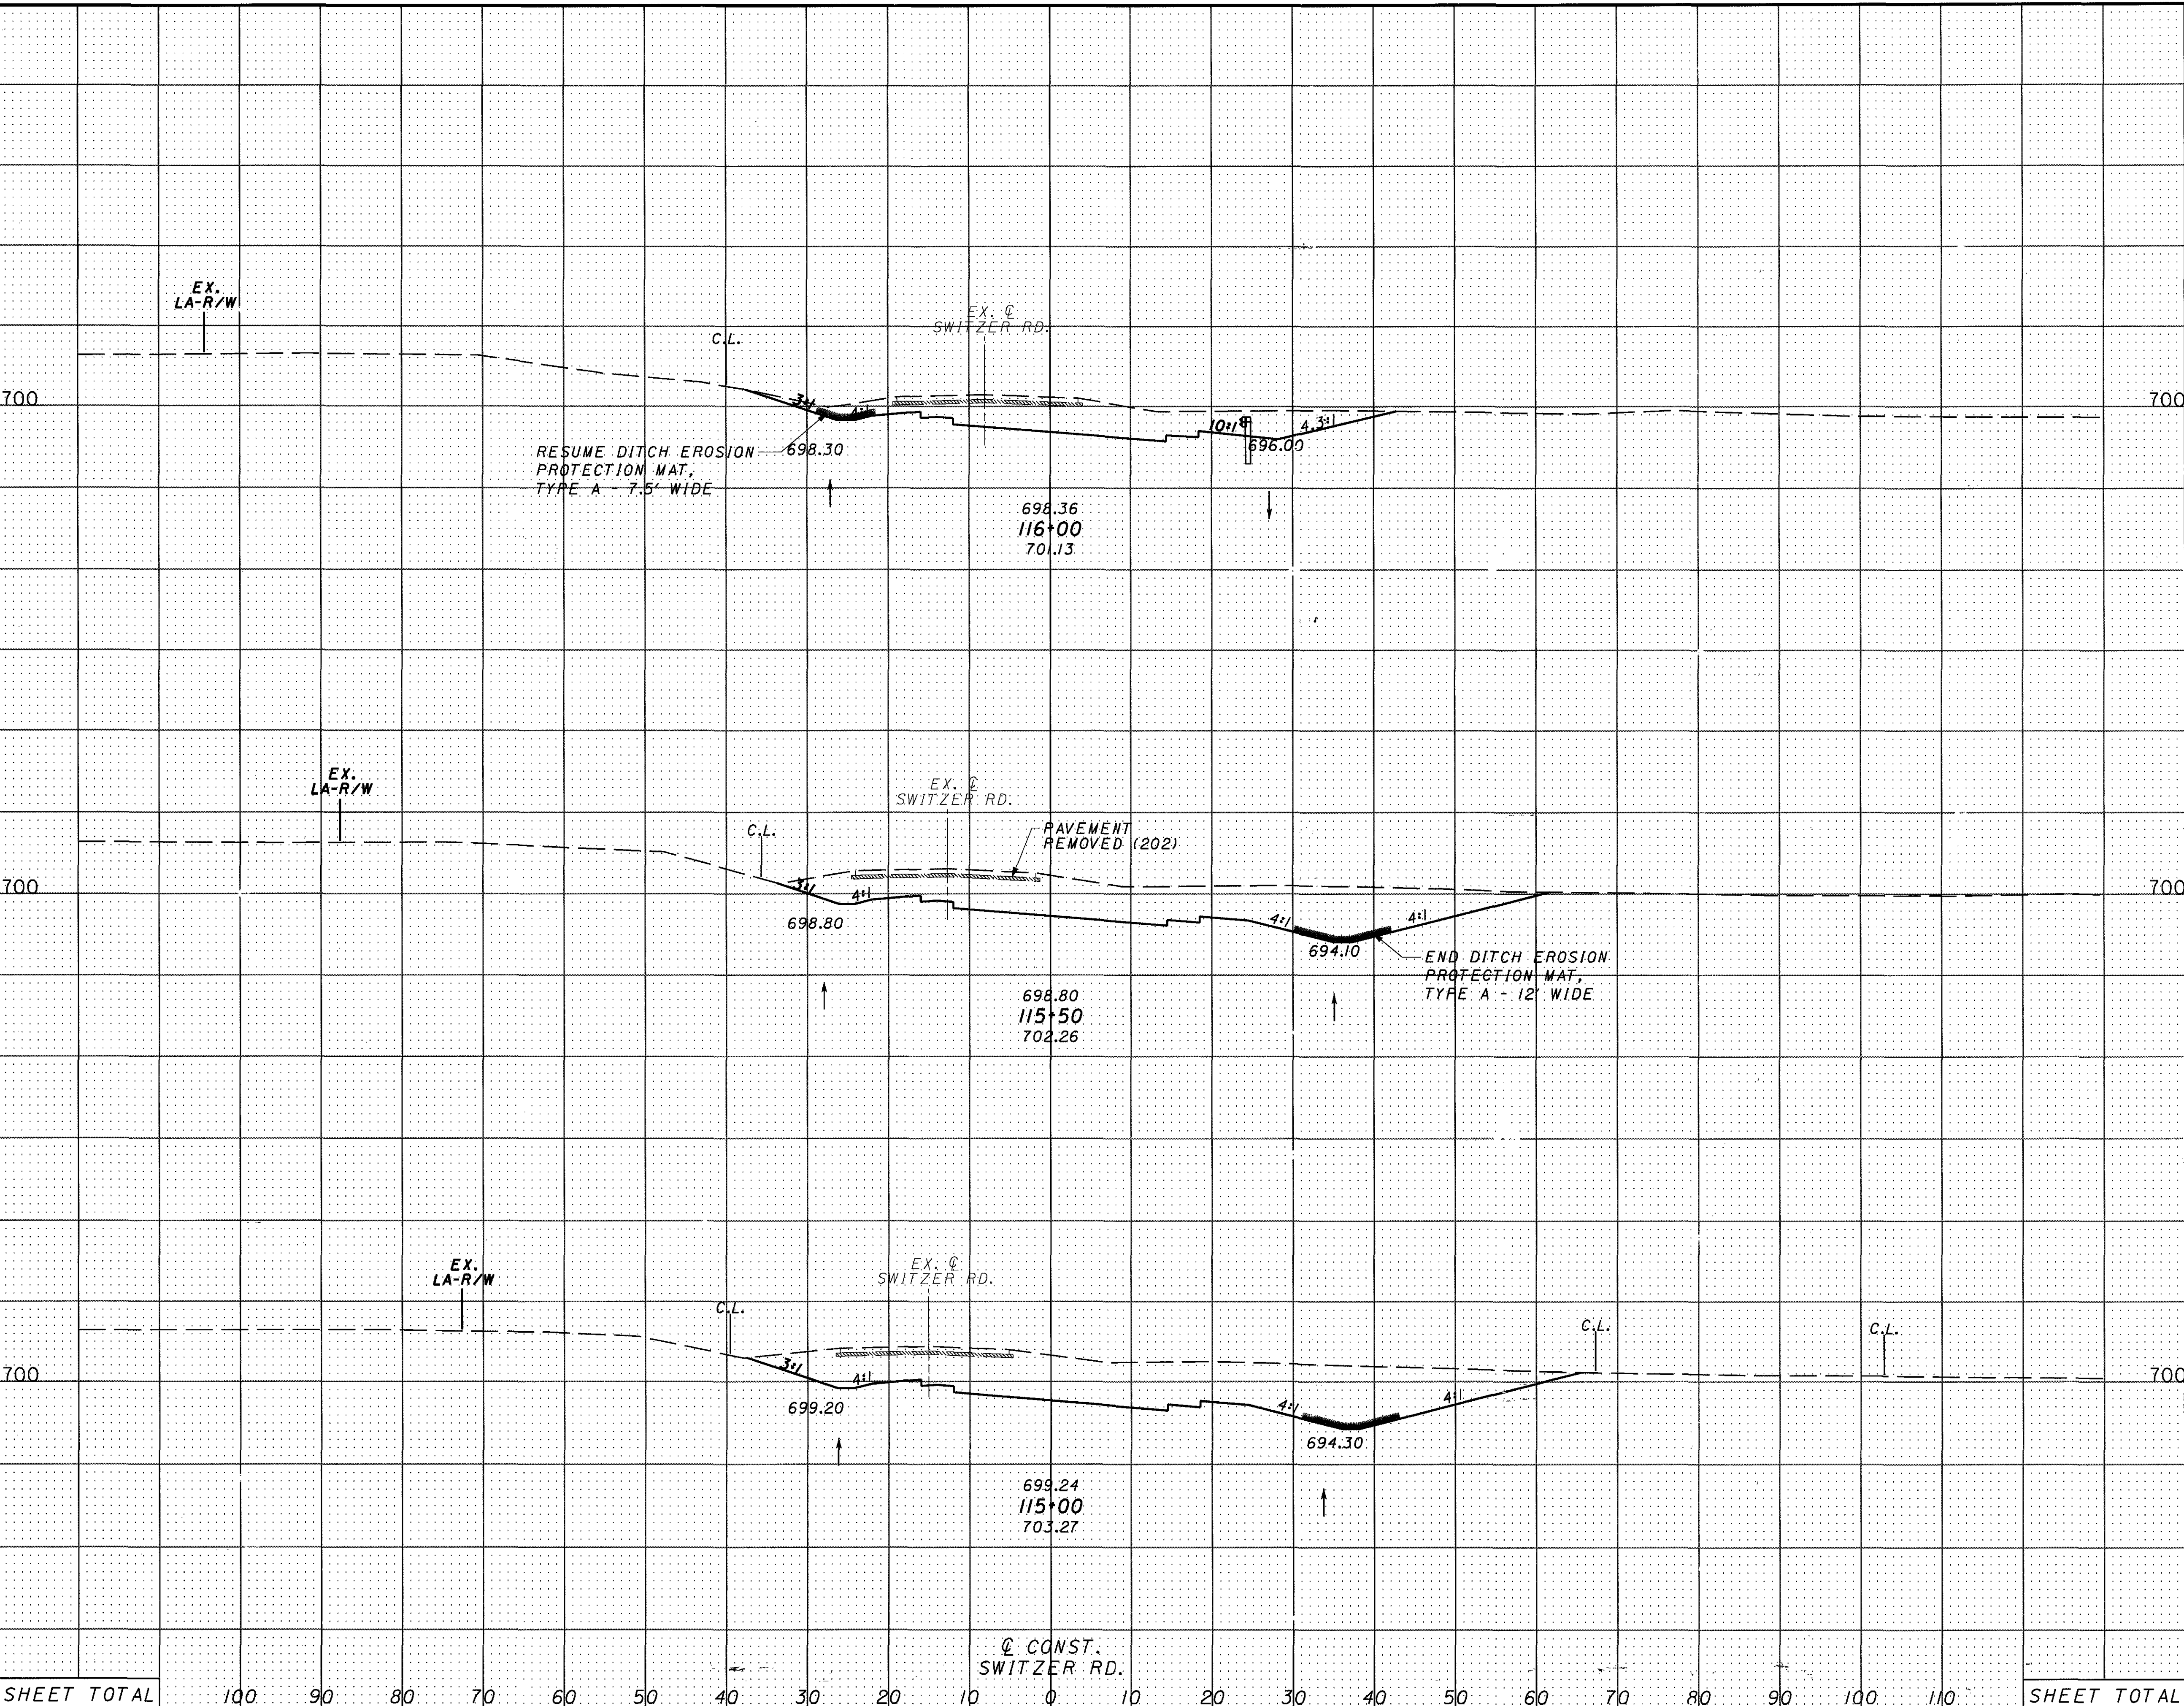 EX.
LA-R/W
EX. ℄
SWITZER RD.
C.L.
700
700
3:1
4:1
10:1
4.3:1
698.30
696.00
RESUME DITCH EROSION
PROTECTION MAT,
TYPE A - 7.5' WIDE
698.36
116+00
701.13
EX.
LA-R/W
EX. ℄
SWITZER RD.
C.L.
PAVEMENT
REMOVED (202)
700
700
3:1
4:1
4:1
4:1
698.80
694.10
END DITCH EROSION
PROTECTION MAT,
TYPE A - 12' WIDE
698.80
115+50
702.26
EX.
LA-R/W
EX. ℄
SWITZER RD.
C.L.
C.L.
C.L.
700
700
3:1
4:1
4:1
4:1
699.20
694.30
699.24
115+00
703.27
℄ CONST.
SWITZER RD.
SHEET TOTAL 100 90 80 70 60 50 40 30 20 10 0 10 20 30 40 50 60 70 80 90 100 110 SHEET TOTAL